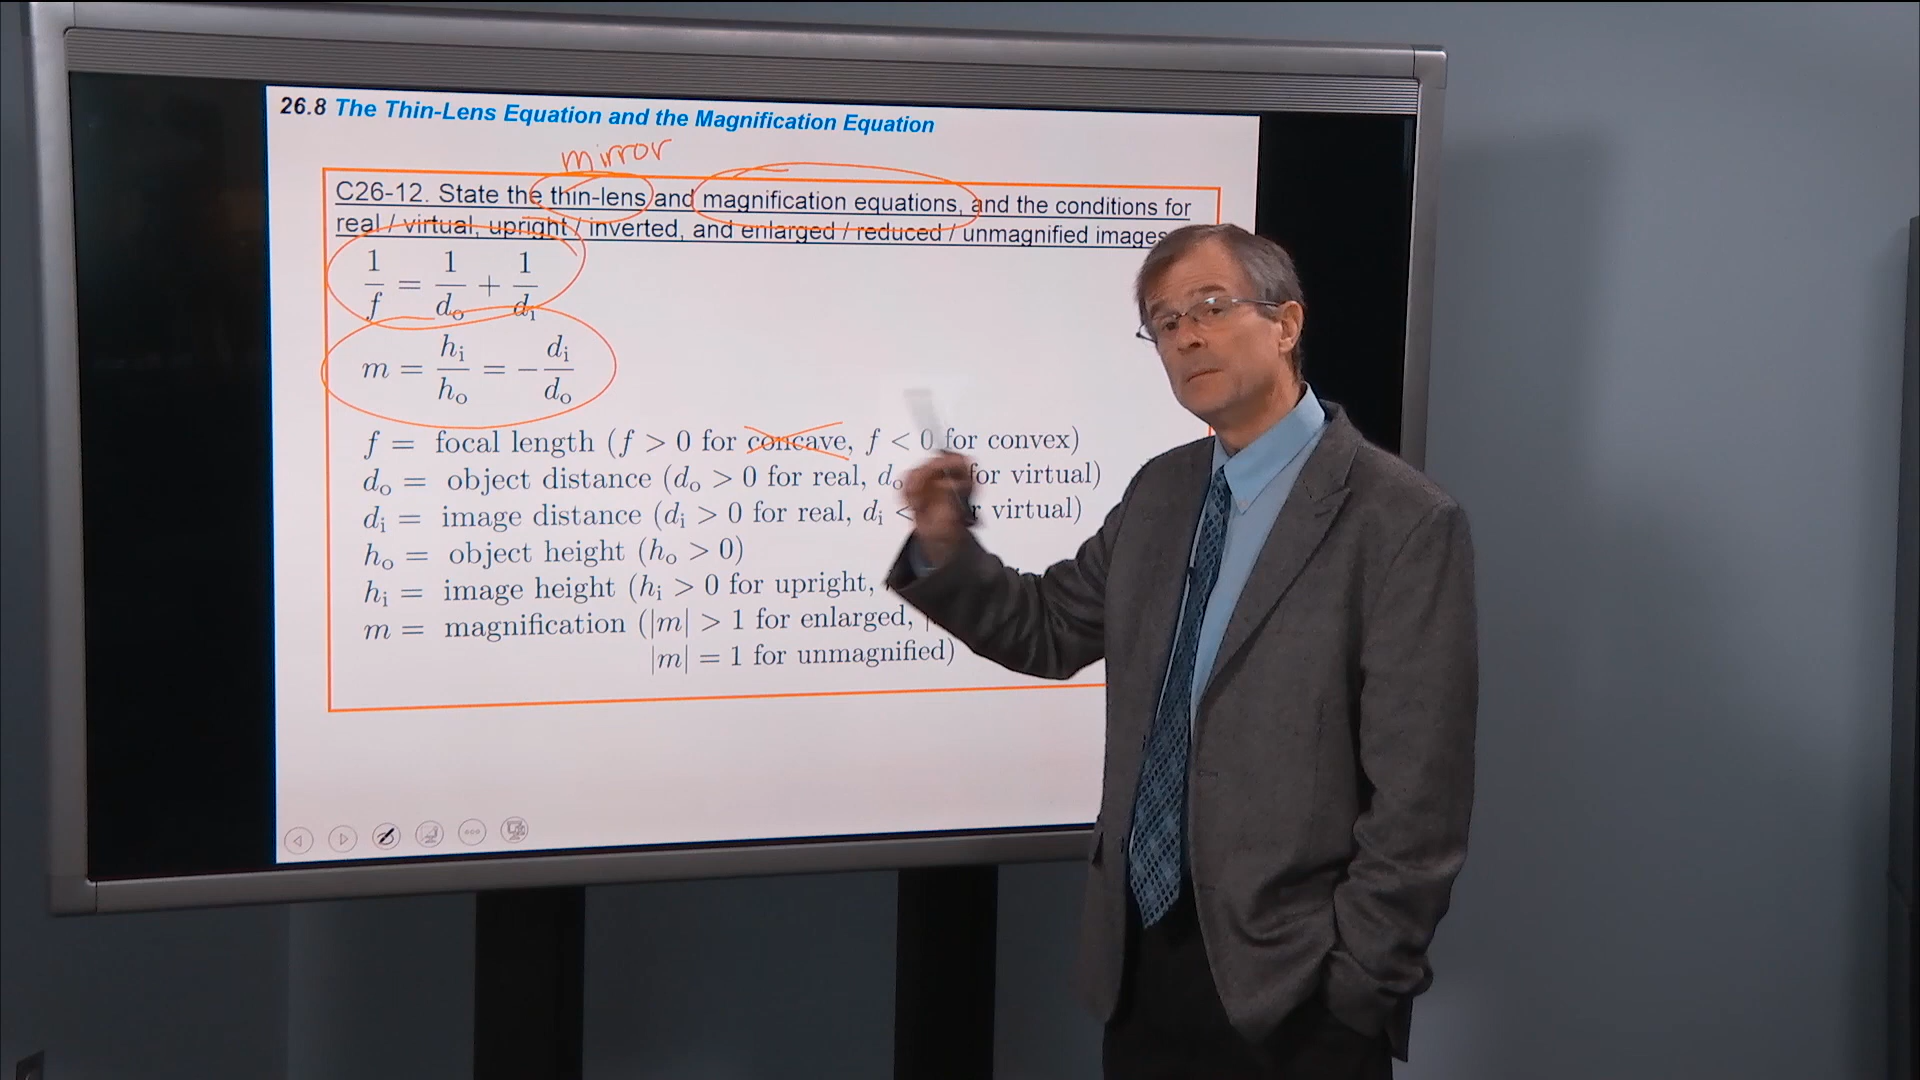 26.8 The Thin-Lens Equation and the Magnification Equation
mirror
C26-12. State the thin-lens and magnification equations, and the conditions for
real / virtual, upright / inverted, and enlarged / reduced / unmagnified images
1/f = 1/dₒ + 1/dᵢ
m = hᵢ/hₒ = − dᵢ/dₒ
f = focal length (f > 0 for concave, f < 0 for convex)
dₒ = object distance (dₒ > 0 for real, dₒ for virtual)
dᵢ = image distance (dᵢ > 0 for real, dᵢ < virtual)
hₒ = object height (hₒ > 0)
hᵢ = image height (hᵢ > 0 for upright,
m = magnification (|m| > 1 for enlarged,
|m| = 1 for unmagnified)